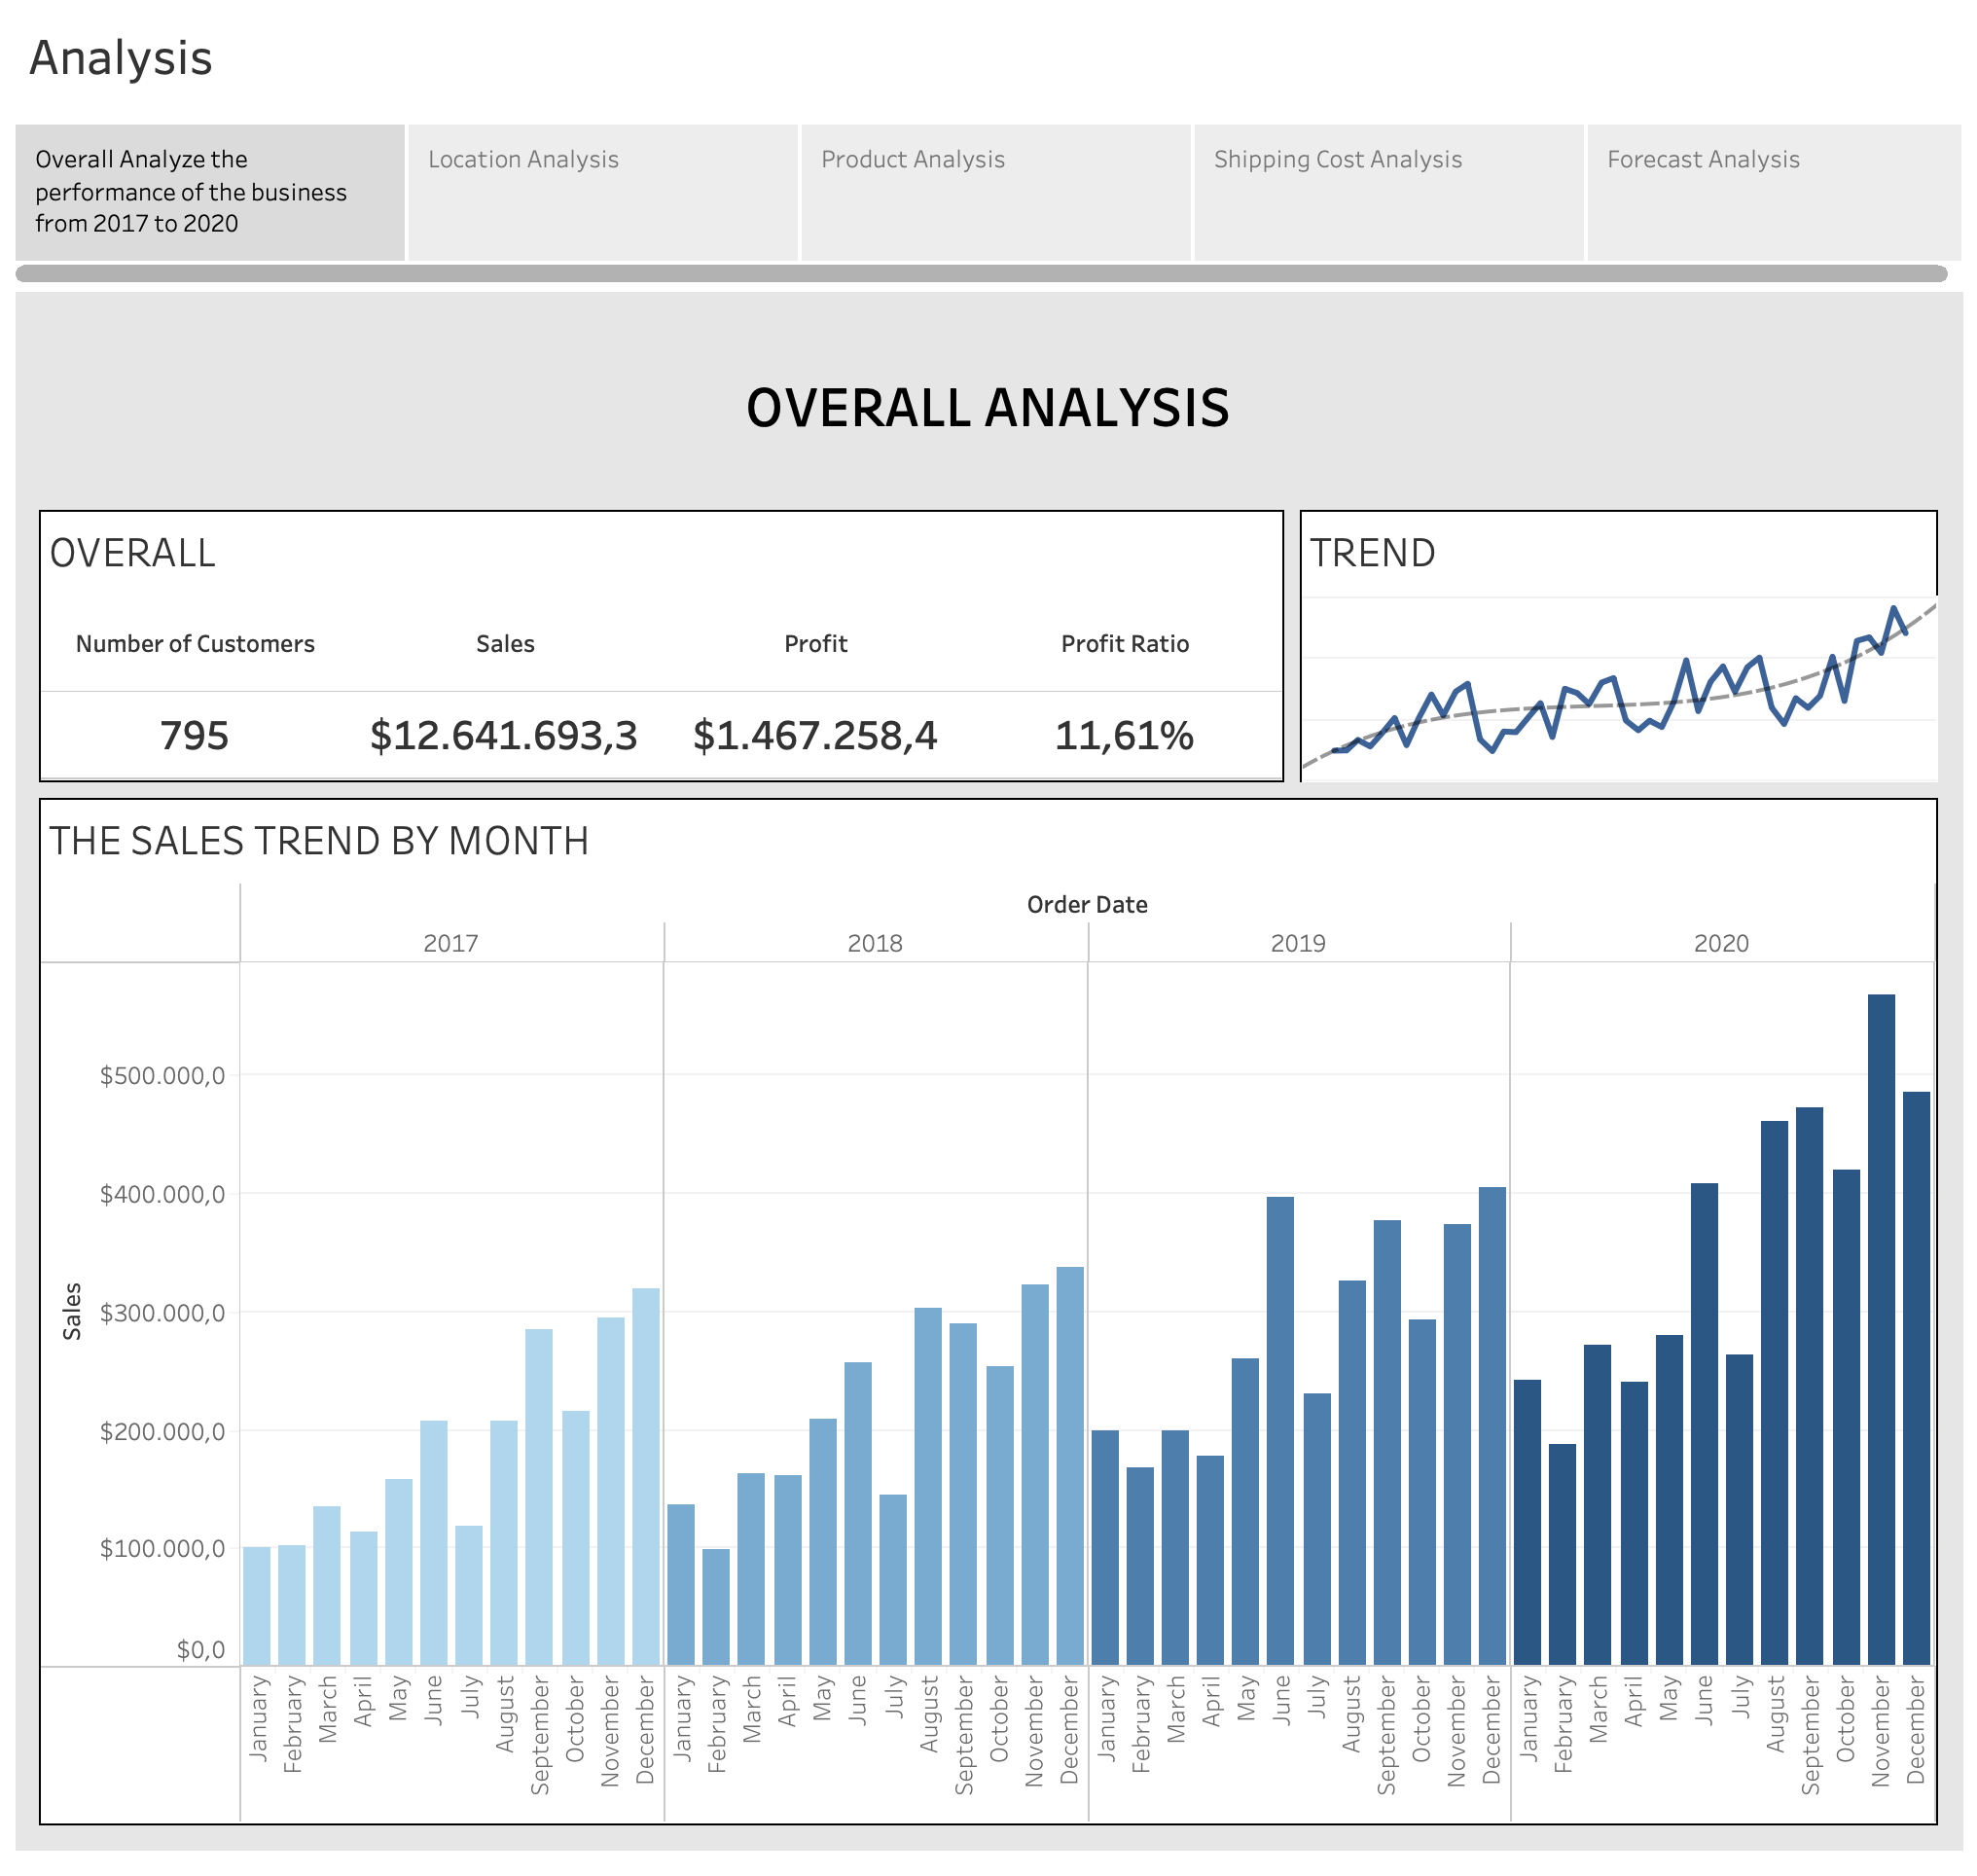 Analysis
Overall Analyze the
performance of the business
from 2017 to 2020
Location Analysis
Product Analysis
Shipping Cost Analysis
Forecast Analysis
OVERALL ANALYSIS
OVERALL
Number of Customers
Sales
Profit
Profit Ratio
795
$12.641.693,3
$1.467.258,4
11,61%
TREND
THE SALES TREND BY MONTH
Order Date
2017
2018
2019
2020
Sales
$500.000,0
$400.000,0
$300.000,0
$200.000,0
$100.000,0
$0,0
January
February
March
April
May
June
July
August
September
October
November
December
January
February
March
April
May
June
July
August
September
October
November
December
January
February
March
April
May
June
July
August
September
October
November
December
January
February
March
April
May
June
July
August
September
October
November
December